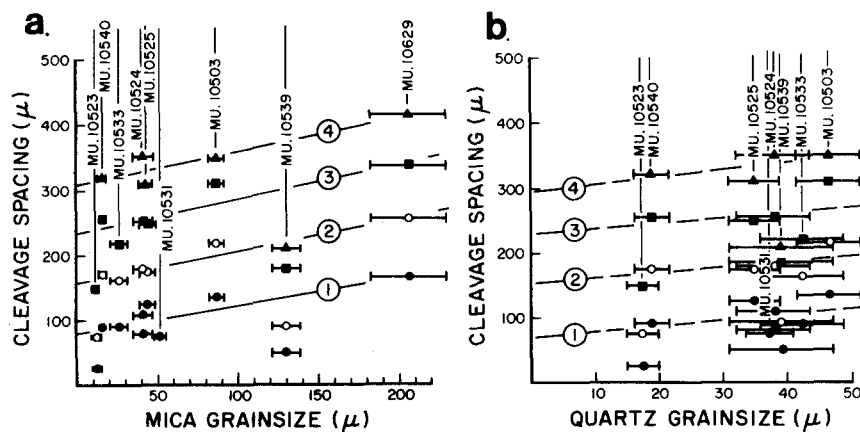 a.
CLEAVAGE SPACING (μ)
500
400
300
200
100
MU. 10523
MU. 10540
MU. 10533
MU. 10524
MU. 10525
MU. 10531
MU. 10503
MU. 10539
MU. 10629
4
3
2
1
50
100
150
200
MICA GRAINSIZE (μ)
b.
CLEAVAGE SPACING (μ)
500
400
300
200
100
MU. 10523
MU. 10540
MU. 10525
MU. 10524
MU. 10531
MU. 10539
MU. 10533
MU. 10503
4
3
2
1
10
20
30
40
50
QUARTZ GRAINSIZE (μ)